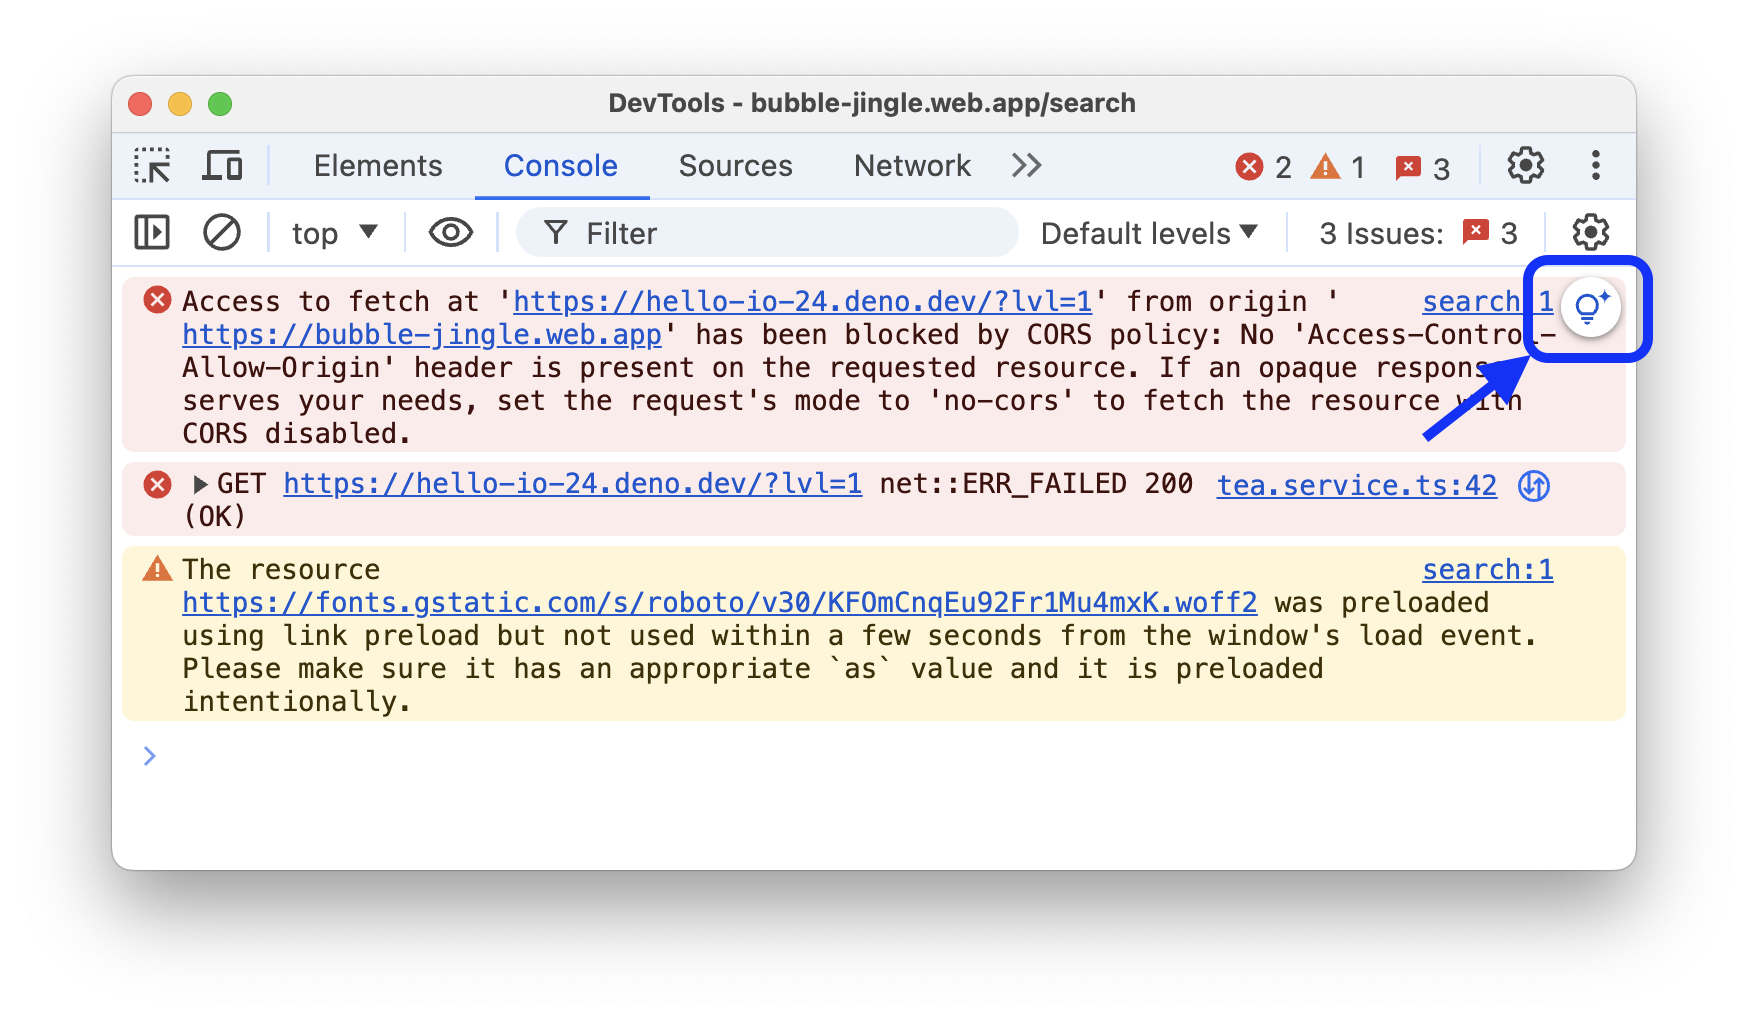 DevTools - bubble-jingle.web.app/search
Elements Console Sources Network 2 1 3
top Filter Default levels 3 Issues: 3
Access to fetch at 'https://hello-io-24.deno.dev/?lvl=1' from origin ' search:1
https://bubble-jingle.web.app' has been blocked by CORS policy: No 'Access-Control-
Allow-Origin' header is present on the requested resource. If an opaque response
serves your needs, set the request's mode to 'no-cors' to fetch the resource with
CORS disabled.
GET https://hello-io-24.deno.dev/?lvl=1 net::ERR_FAILED 200 tea.service.ts:42
(OK)
The resource search:1
https://fonts.gstatic.com/s/roboto/v30/KFOmCnqEu92Fr1Mu4mxK.woff2 was preloaded
using link preload but not used within a few seconds from the window's load event.
Please make sure it has an appropriate `as` value and it is preloaded
intentionally.